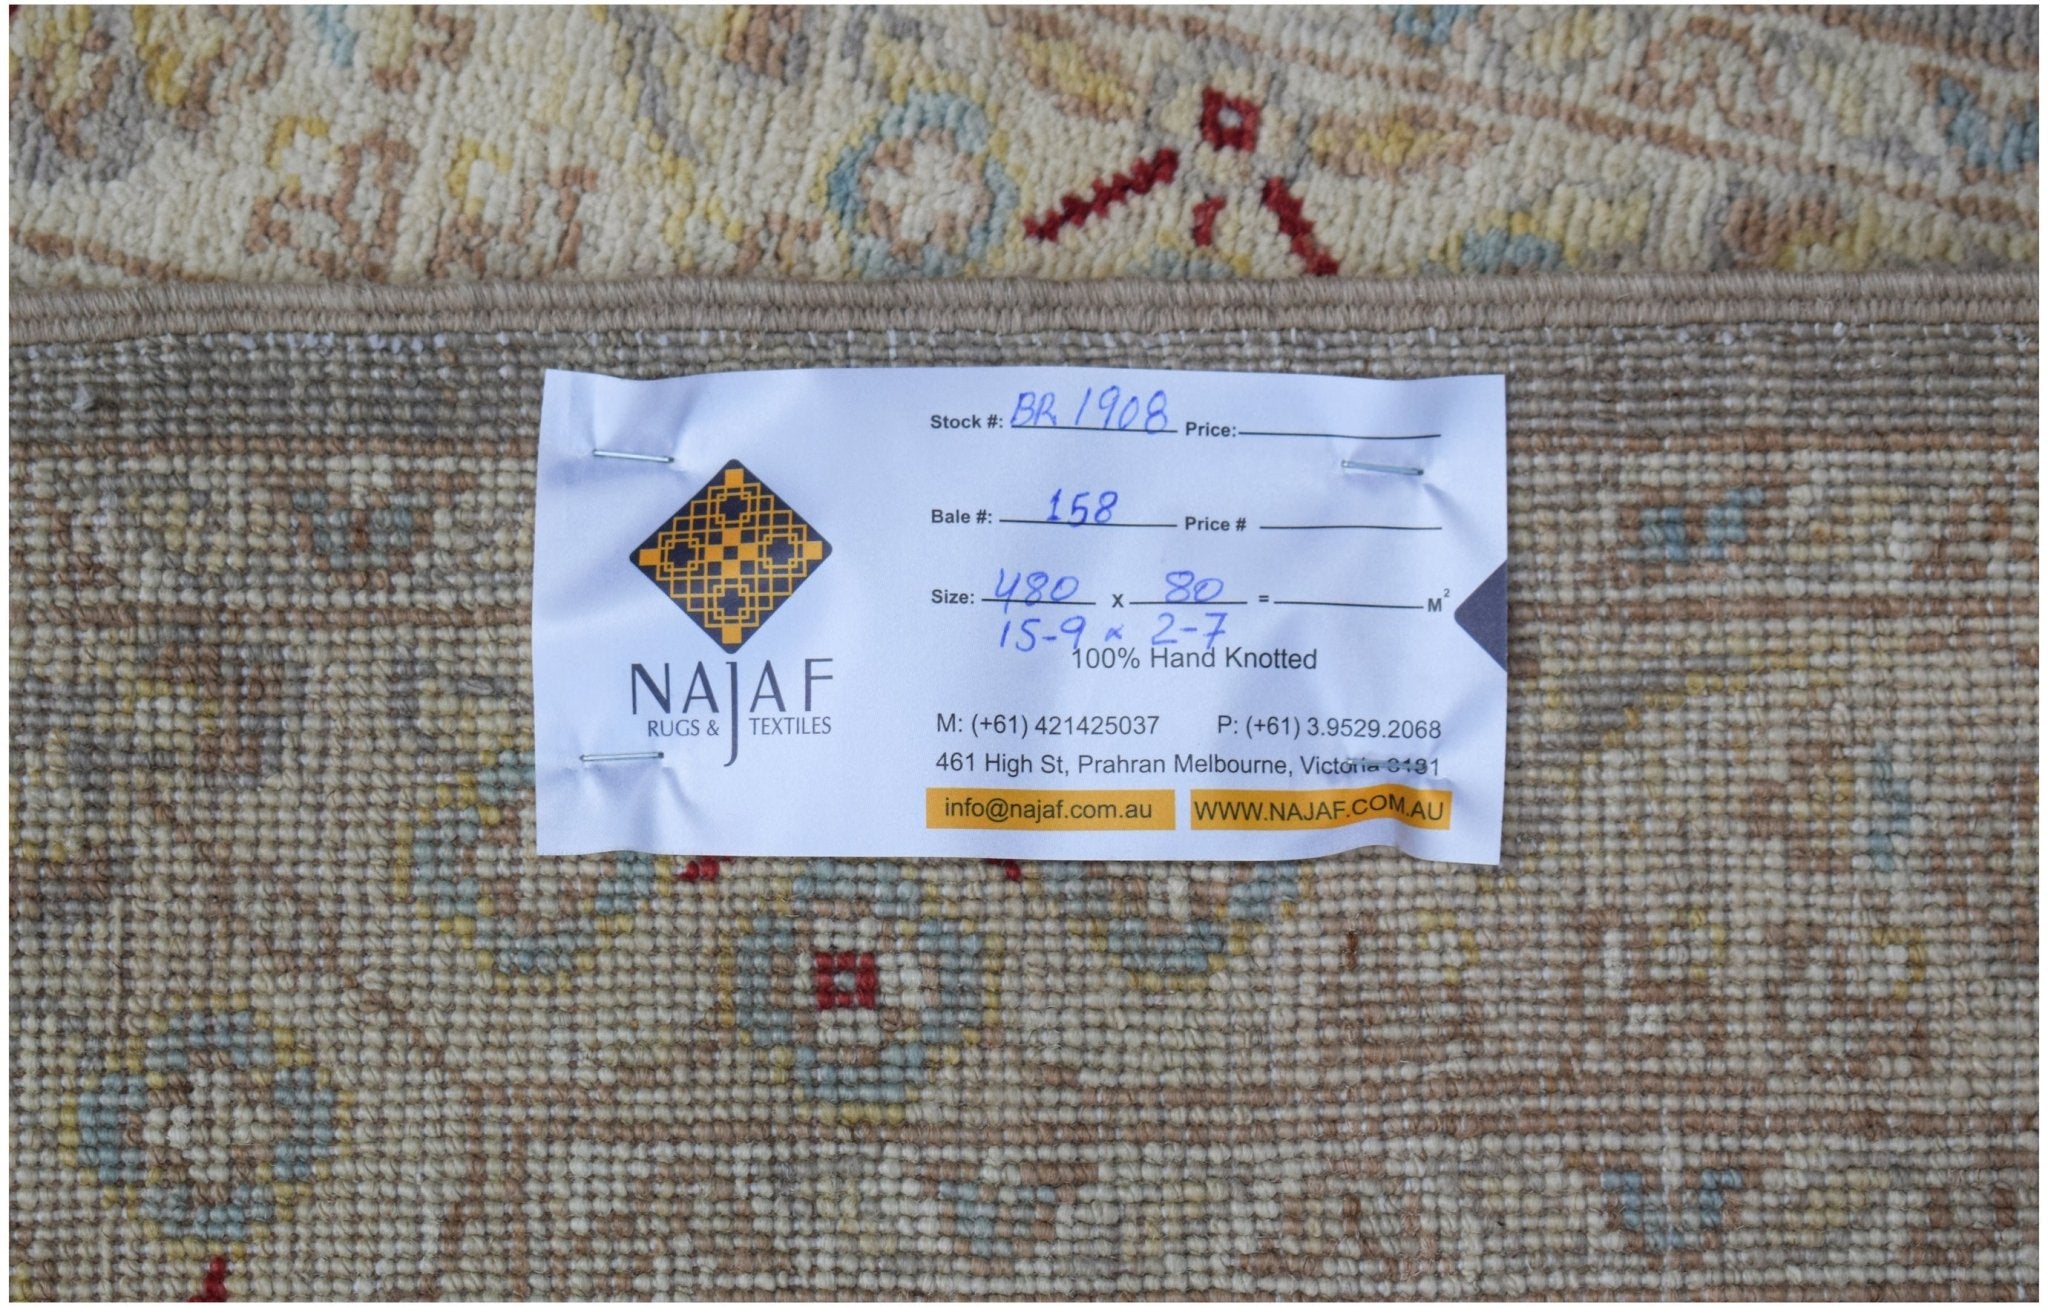 NAJAF
RUGS & TEXTILES
Stock #: BR 1908 Price:
Bale #: 158 Price #
Size: 480 x 80 = M²
15-9 x 2-7
100% Hand Knotted
M: (+61) 421425037 P: (+61) 3.9529.2068
461 High St, Prahran Melbourne, Victoria 3181
info@najaf.com.au WWW.NAJAF.COM.AU